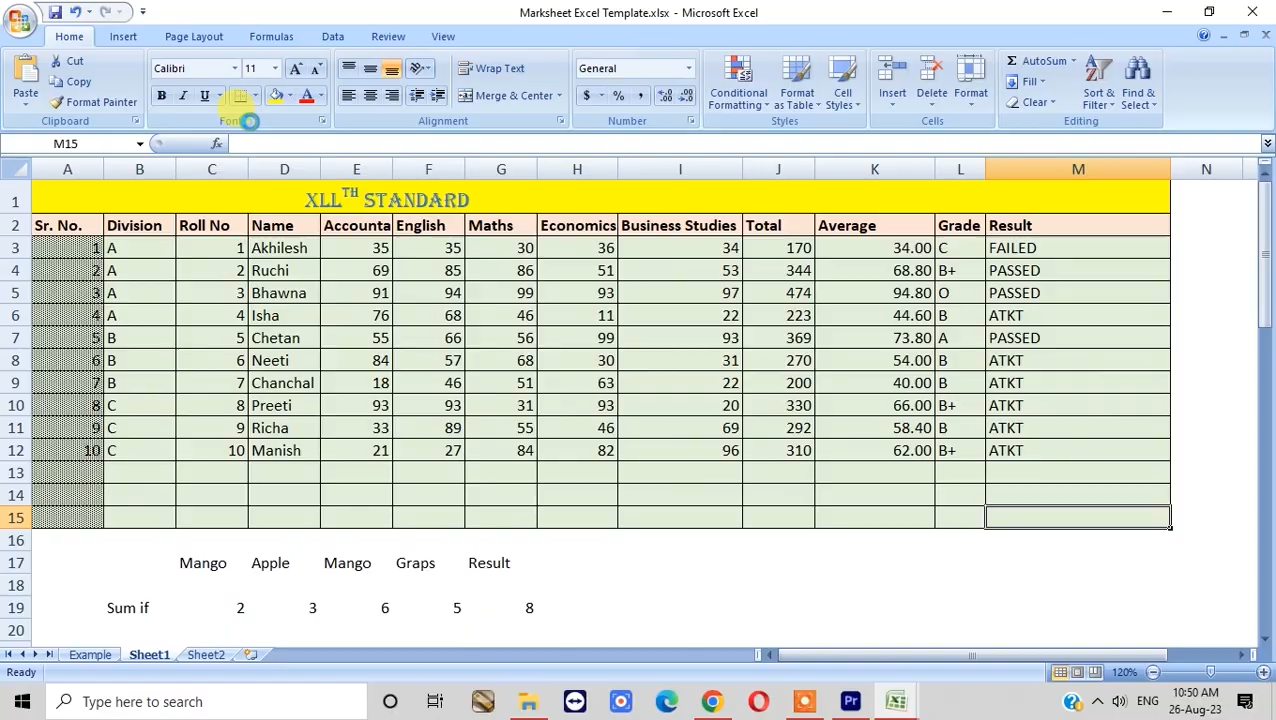 Marksheet Excel Template.xlsx - Microsoft Excel
Home Insert Page Layout Formulas Data Review View
Paste Cut Copy Format Painter Clipboard
Calibri 11 A A B I U A Font
Wrap Text Merge & Center Alignment
General $ % , Number
Conditional Formatting Format as Table Cell Styles Styles
Insert Delete Format Cells
Σ AutoSum Fill Clear Sort & Filter Find & Select Editing
M15 fx
A B C D E F G H I J K L M N
1 XLLTH STANDARD
2 Sr. No. Division Roll No Name Accounta English Maths Economics Business Studies Total Average Grade Result
3 1 A 1 Akhilesh 35 35 30 36 34 170 34.00 C FAILED
4 2 A 2 Ruchi 69 85 86 51 53 344 68.80 B+ PASSED
5 3 A 3 Bhawna 91 94 99 93 97 474 94.80 O PASSED
6 4 A 4 Isha 76 68 46 11 22 223 44.60 B ATKT
7 5 B 5 Chetan 55 66 56 99 93 369 73.80 A PASSED
8 6 B 6 Neeti 84 57 68 30 31 270 54.00 B ATKT
9 7 B 7 Chanchal 18 46 51 63 22 200 40.00 B ATKT
10 8 C 8 Preeti 93 93 31 93 20 330 66.00 B+ ATKT
11 9 C 9 Richa 33 89 55 46 69 292 58.40 B ATKT
12 10 C 10 Manish 21 27 84 82 96 310 62.00 B+ ATKT
13
14
15
16
17 Mango Apple Mango Graps Result
18
19 Sum if 2 3 6 5 8
20
Example Sheet1 Sheet2
Ready 120%
Type here to search Pr ENG 10:50 AM
26-Aug-23